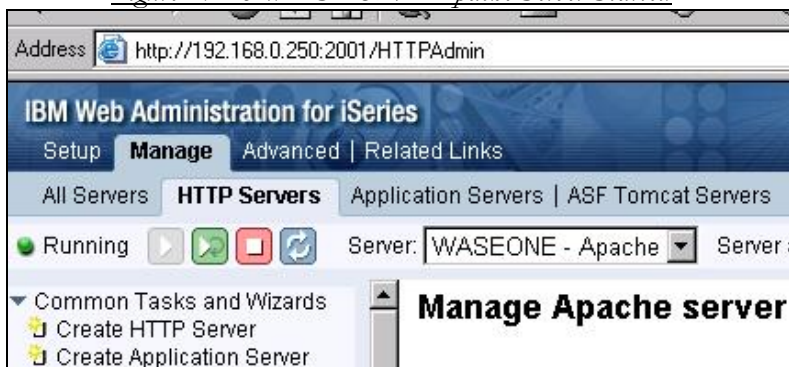 Address http://192.168.0.250:2001/HTTPAdmin
IBM Web Administration for iSeries
Setup Manage Advanced | Related Links
All Servers HTTP Servers Application Servers | ASF Tomcat Servers
Running Server: WASEONE - Apache Server
Common Tasks and Wizards
Create HTTP Server
Create Application Server
Manage Apache server